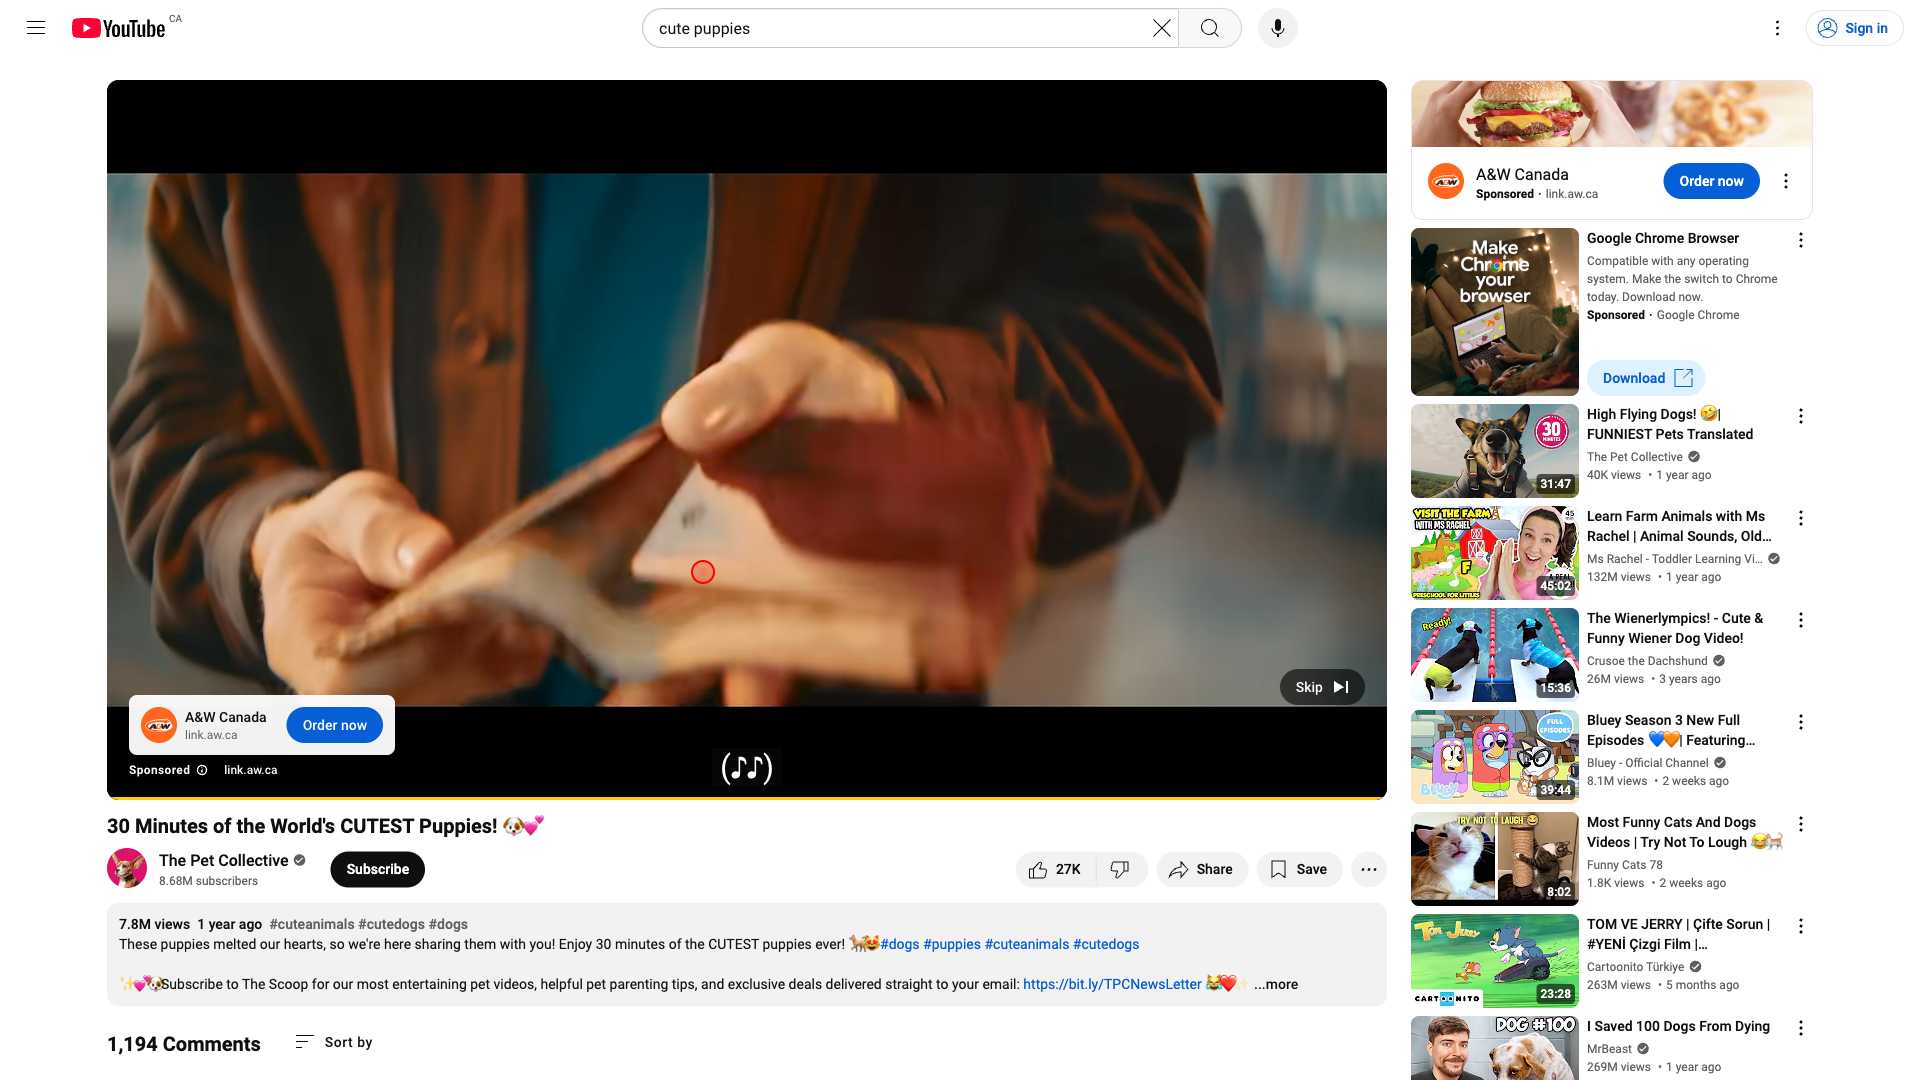 YouTube CA
cute puppies
Sign in
Skip
A&W Canada
link.aw.ca
Order now
Sponsored
link.aw.ca
(♪♪)
30 Minutes of the World's CUTEST Puppies! 🐶💕
The Pet Collective
8.68M subscribers
Subscribe
27K
Share
Save
7.8M views 1 year ago #cuteanimals #cutedogs #dogs
These puppies melted our hearts, so we're here sharing them with you! Enjoy 30 minutes of the CUTEST puppies ever! 🐕😻#dogs #puppies #cuteanimals #cutedogs
✨💕🐶Subscribe to The Scoop for our most entertaining pet videos, helpful pet parenting tips, and exclusive deals delivered straight to your email: https://bit.ly/TPCNewsLetter 😹❤️✨ ...more
1,194 Comments
Sort by
A&W Canada
Sponsored · link.aw.ca
Order now
Make
Chrome
your
browser
Google Chrome Browser
Compatible with any operating
system. Make the switch to Chrome
today. Download now.
Sponsored · Google Chrome
Download
30
MINUTES
31:47
High Flying Dogs! 🤣|
FUNNIEST Pets Translated
The Pet Collective
40K views • 1 year ago
VISIT THE FARM
WITH MS RACHEL
45
F
PRESCHOOL FOR LITTLES
45:02
Learn Farm Animals with Ms
Rachel | Animal Sounds, Old...
Ms Rachel - Toddler Learning Vi...
132M views • 1 year ago
Ready!
15:36
The Wienerlympics! - Cute &
Funny Wiener Dog Video!
Crusoe the Dachshund
26M views • 3 years ago
FULL
EPISODES
BLUEY
39:44
Bluey Season 3 New Full
Episodes 💙🧡| Featuring...
Bluey - Official Channel
8.1M views • 2 weeks ago
TRY NOT TO LAUGH 😂
8:02
Most Funny Cats And Dogs
Videos | Try Not To Lough 😂🐈
Funny Cats 78
1.8K views • 2 weeks ago
Tom Jerry
CARTOONITO
23:28
TOM VE JERRY | Çifte Sorun |
#YENİ Çizgi Film |...
Cartoonito Türkiye
263M views • 5 months ago
DOG #100
I Saved 100 Dogs From Dying
MrBeast
269M views • 1 year ago